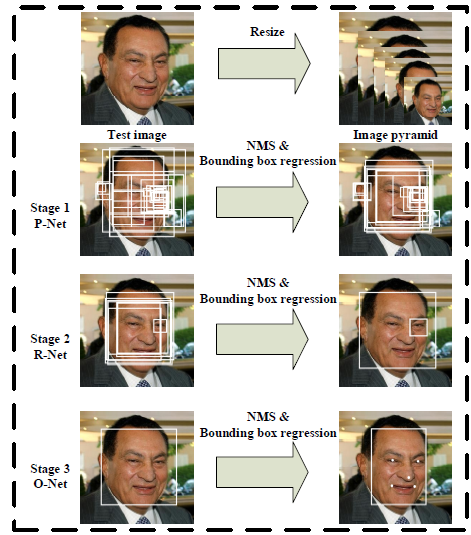 Resize
Test image
Image pyramid
NMS &
Bounding box regression
Stage 1
P-Net
NMS &
Bounding box regression
Stage 2
R-Net
NMS &
Bounding box regression
Stage 3
O-Net